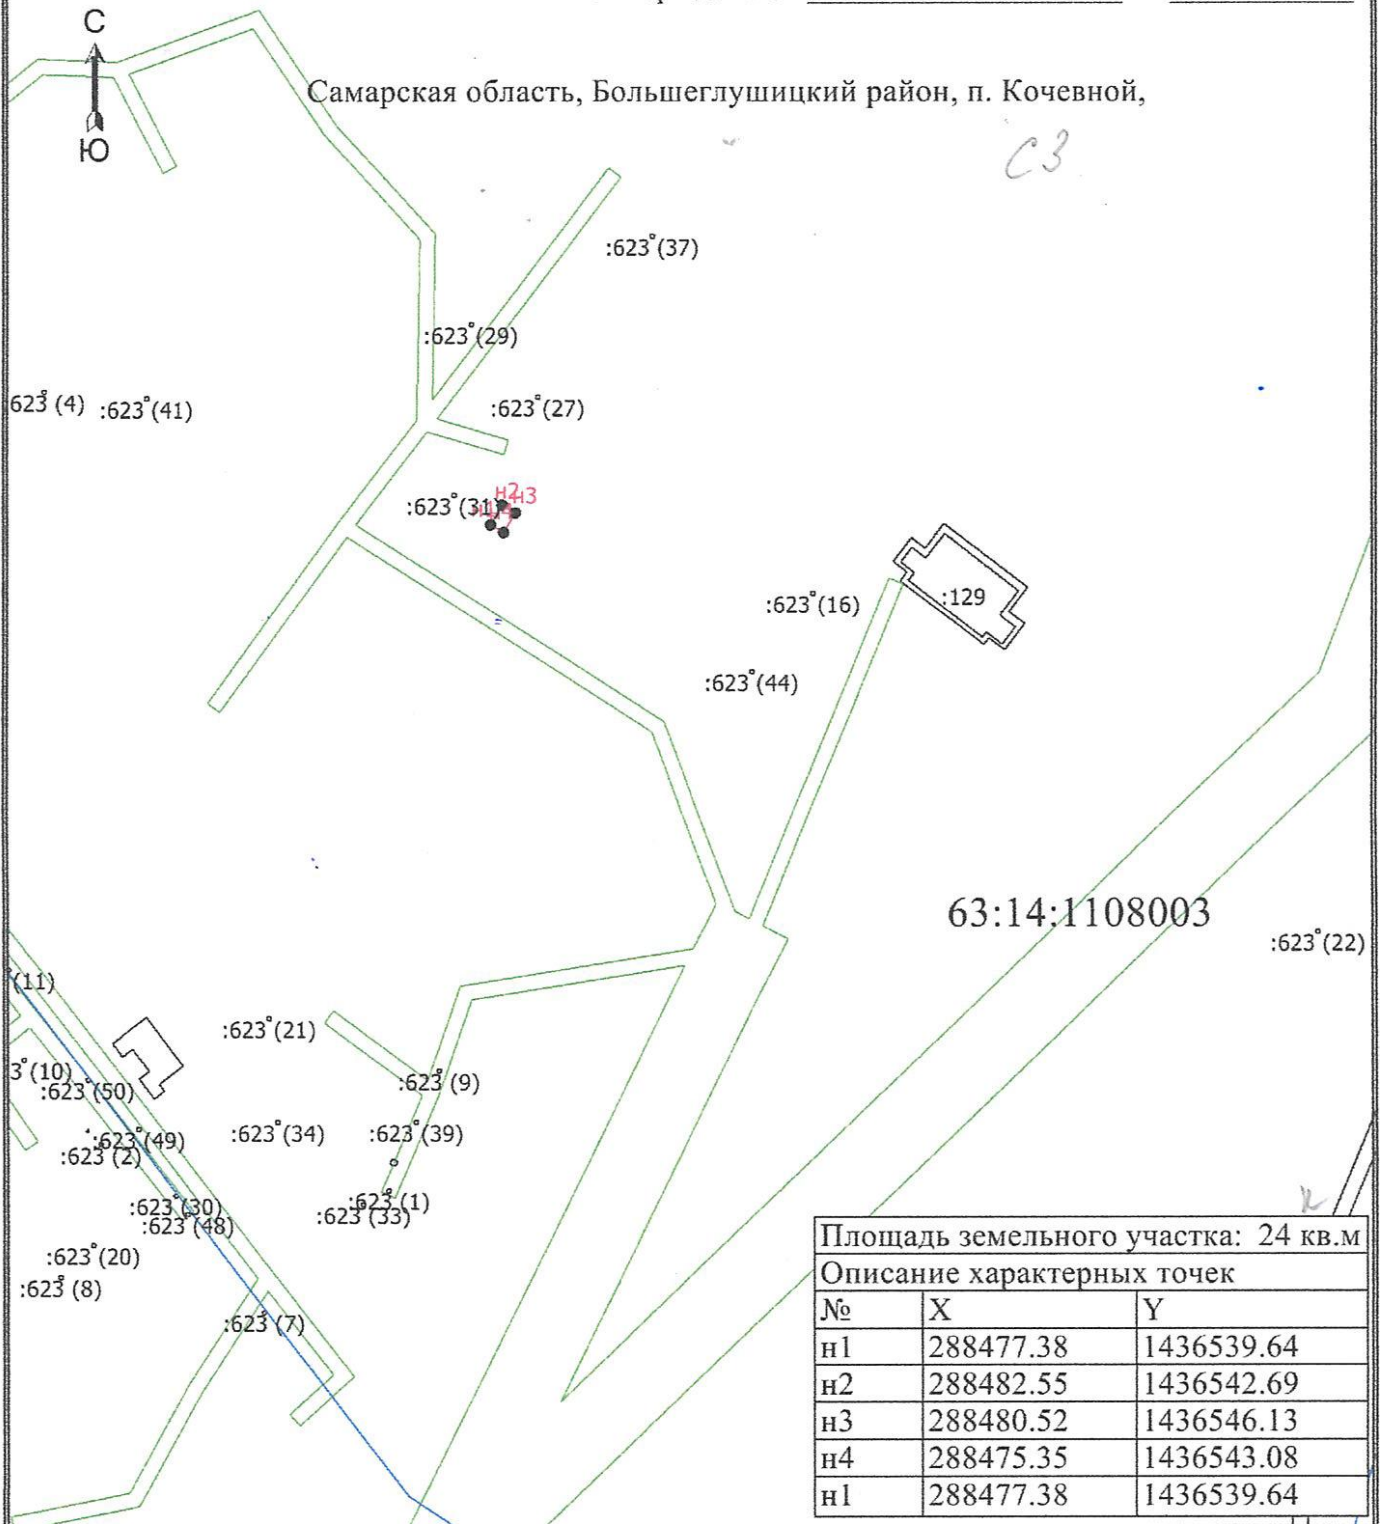 С
Ю
Самарская область, Большеглушицкий район, п. Кочевной,
СЗ
:623 (37)
:623 (29)
623 (4) :623 (41)
:623 (27)
:623 (31)
н2
н3
:129
:623 (16)
:623 (44)
63:14:1108003
:623 (22)
(11)
:623 (21)
3 (10)
:623 (50)
:623 (9)
:623 (49)
:623 (34)
:623 (39)
:623 (2)
:623 (30)
:623 (1)
:623 (33)
:623 (48)
:623 (20)
:623 (8)
:623 (7)
Площадь земельного участка: 24 кв.м
Описание характерных точек
№ X Y
н1 288477.38 1436539.64
н2 288482.55 1436542.69
н3 288480.52 1436546.13
н4 288475.35 1436543.08
н1 288477.38 1436539.64